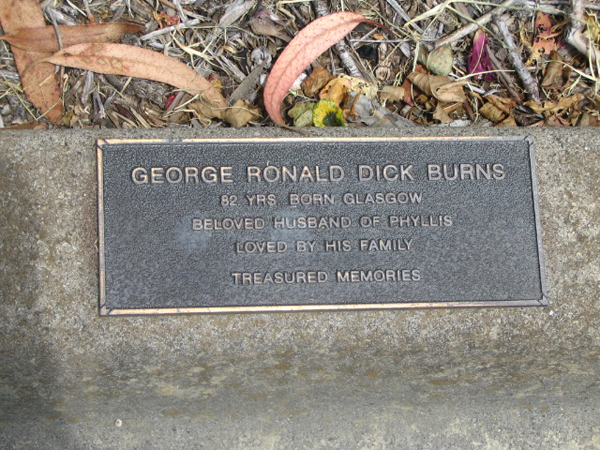 GEORGE RONALD DICK BURNS
82 YRS BORN GLASGOW
BELOVED HUSBAND OF PHYLLIS
LOVED BY HIS FAMILY
TREASURED MEMORIES